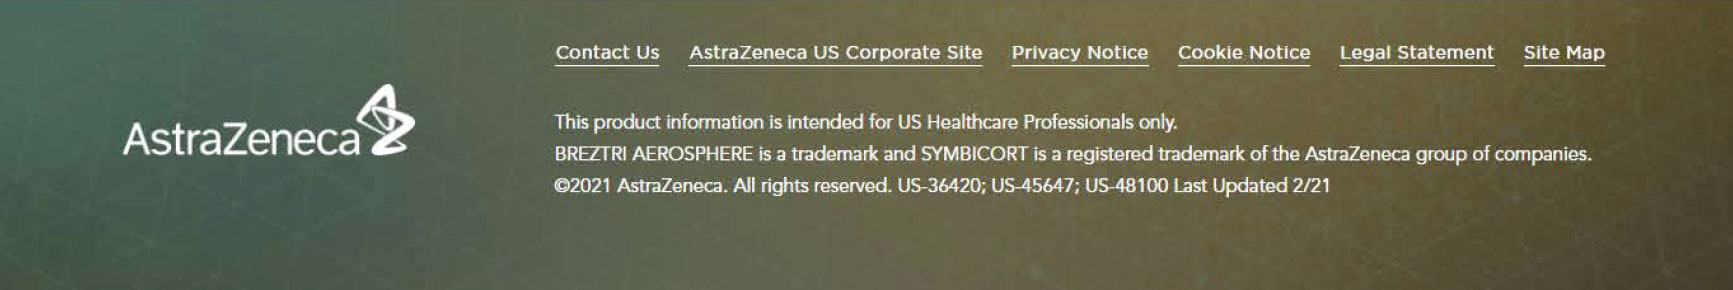 Contact Us AstraZeneca US Corporate Site Privacy Notice Cookie Notice Legal Statement Site Map
AstraZeneca
This product information is intended for US Healthcare Professionals only.
BREZTRI AEROSPHERE is a trademark and SYMBICORT is a registered trademark of the AstraZeneca group of companies.
©2021 AstraZeneca. All rights reserved. US-36420; US-45647; US-48100 Last Updated 2/21